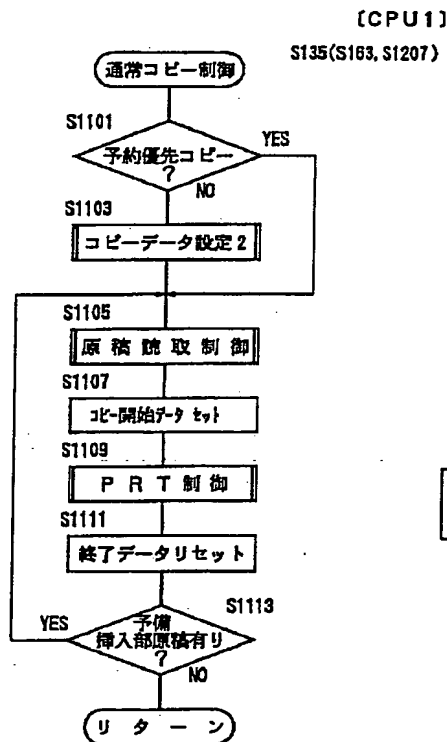 [CPU1]
S135(S163, S1207)
通常コピー制御
S1101
YES
予約優先コピー
?
NO
S1103
コピーデータ設定2
S1105
原稿読取制御
S1107
コピー開始データセット
S1109
PRT制御
S1111
終了データリセット
S1113
YES
予備
挿入部原稿有り
?
NO
リターン